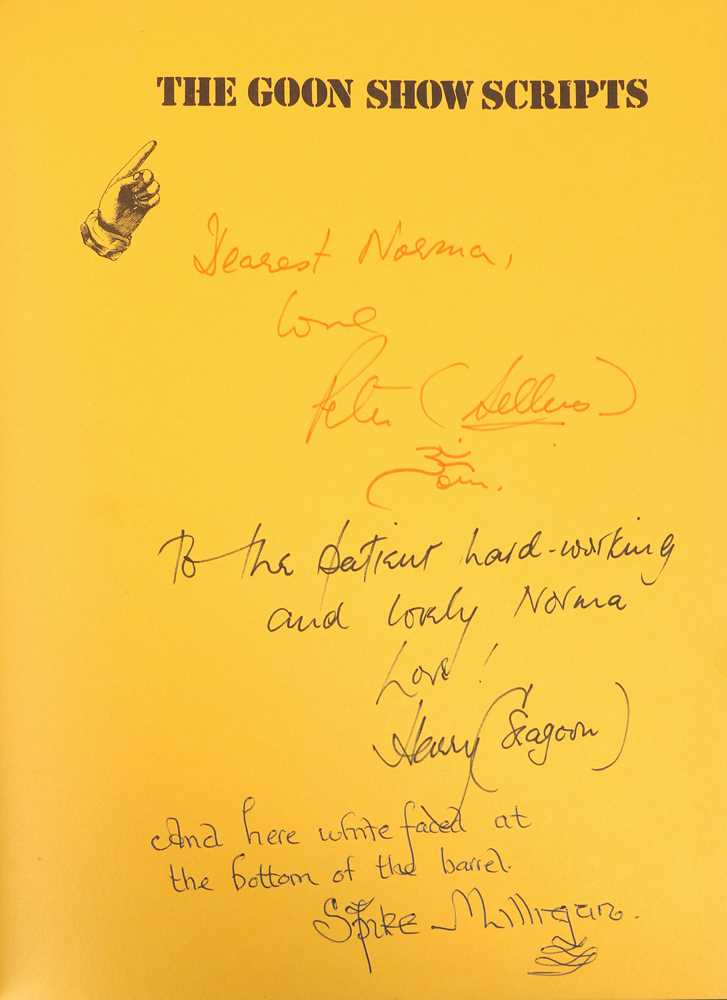 THE GOON SHOW SCRIPTS
Dearest Norma,
Love
Peter (Sellers)
To the patient hard-working
and lovely Norma
Love!
Harry (Seagoon)
And here white faced at
the bottom of the barrel.
Spike Milligan.